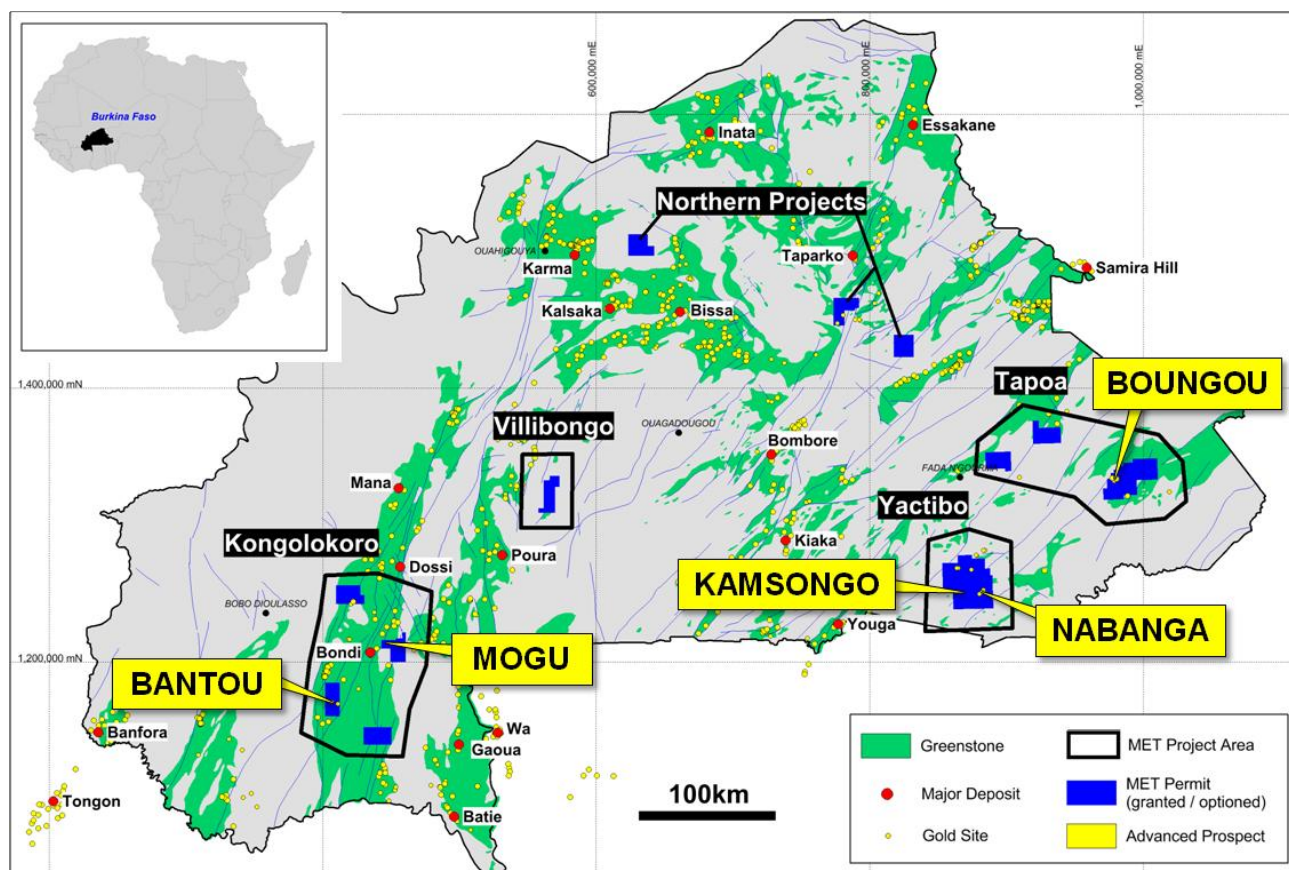 Burkina Faso
600,000 mE
800,000 mE
1,000,000 mE
Inata
Essakane
Northern Projects
OUAHIGOUYA
Karma
Taparko
Samira Hill
Kalsaka
Bissa
1,400,000 mN
Tapoa
BOUNGOU
Villibongo
OUAGADOUGOU
Bombore
FADA N'GOURMA
Mana
Yactibo
Kongolokoro
Poura
Kiaka
Dossi
KAMSONGO
BOBO DIOULASSO
Youga
NABANGA
1,200,000 mN
Bondi
MOGU
BANTOU
Banfora
Wa
Gaoua
Tongon
Batie
100km
Greenstone
MET Project Area
Major Deposit
MET Permit
(granted / optioned)
Gold Site
Advanced Prospect